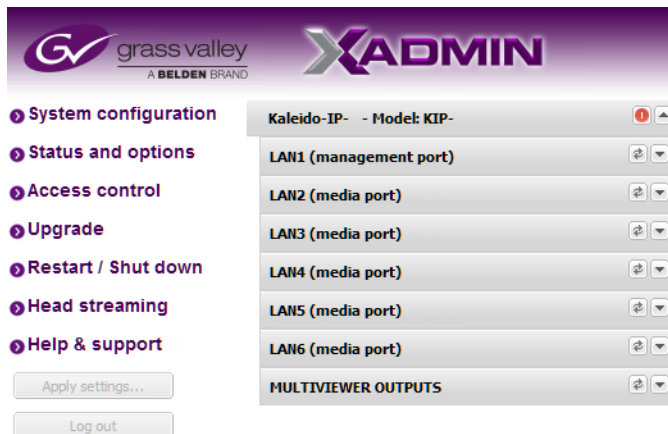 GV grass valley
A BELDEN BRAND
XADMIN
System configuration
Status and options
Access control
Upgrade
Restart / Shut down
Head streaming
Help & support
Apply settings...
Log out
Kaleido-IP-   - Model: KIP-
LAN1 (management port)
LAN2 (media port)
LAN3 (media port)
LAN4 (media port)
LAN5 (media port)
LAN6 (media port)
MULTIVIEWER OUTPUTS